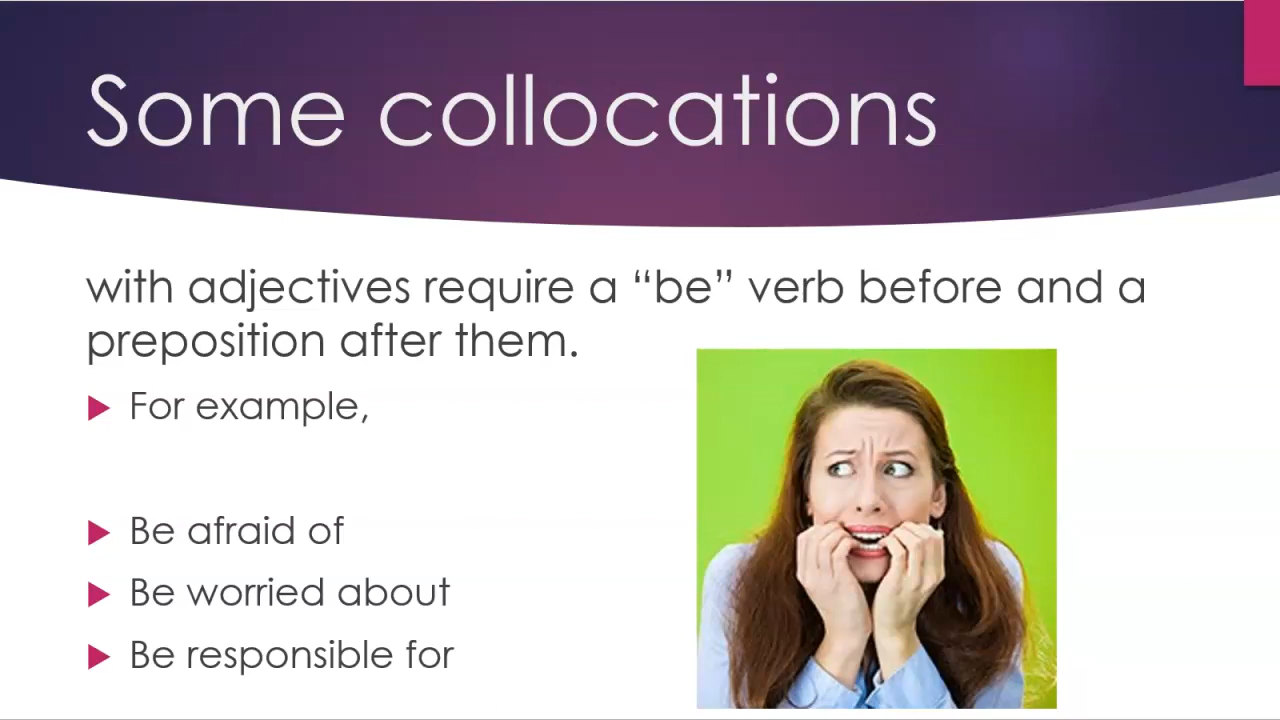 Some collocations
with adjectives require a “be” verb before and a
preposition after them.
For example,
Be afraid of
Be worried about
Be responsible for